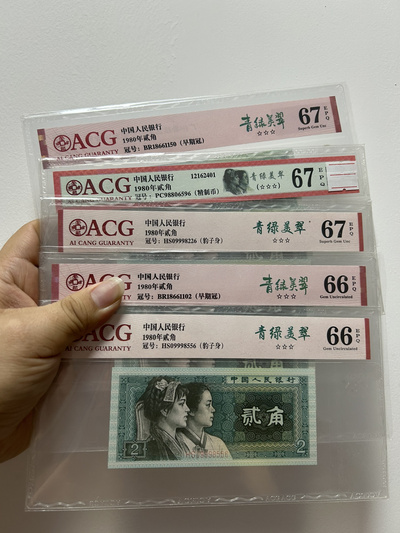 ACG
AI CANG GUARANTY
中国人民银行
1980年贰角
冠号：BR18661150（早期冠）
青绿美翠
☆☆☆
67 EPQ
Superb Gem Unc
ACG
AI CANG GUARANTY
中国人民银行 12162401
1980年贰角
冠号：PC98806596（精制币）
青绿美翠
(☆☆☆)
67 EPQ
ACG
AI CANG GUARANTY
中国人民银行
1980年贰角
冠号：HS09998226（豹子身）
青绿美翠
☆☆☆
67 EPQ
Superb Gem Unc
ACG
AI CANG GUARANTY
中国人民银行
1980年贰角
冠号：BR18661102（早期冠）
青绿美翠
☆☆☆
66 EPQ
Gem Uncirculated
ACG
AI CANG GUARANTY
中国人民银行
1980年贰角
冠号：HS09998556（豹子身）
青绿美翠
☆☆☆
66 EPQ
Gem Uncirculated
中国人民银行
贰角
2
2